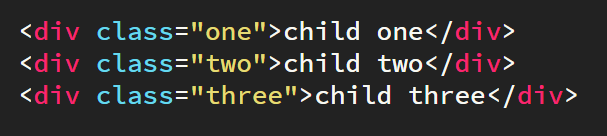 <div class="one">child one</div>
<div class="two">child two</div>
<div class="three">child three</div>